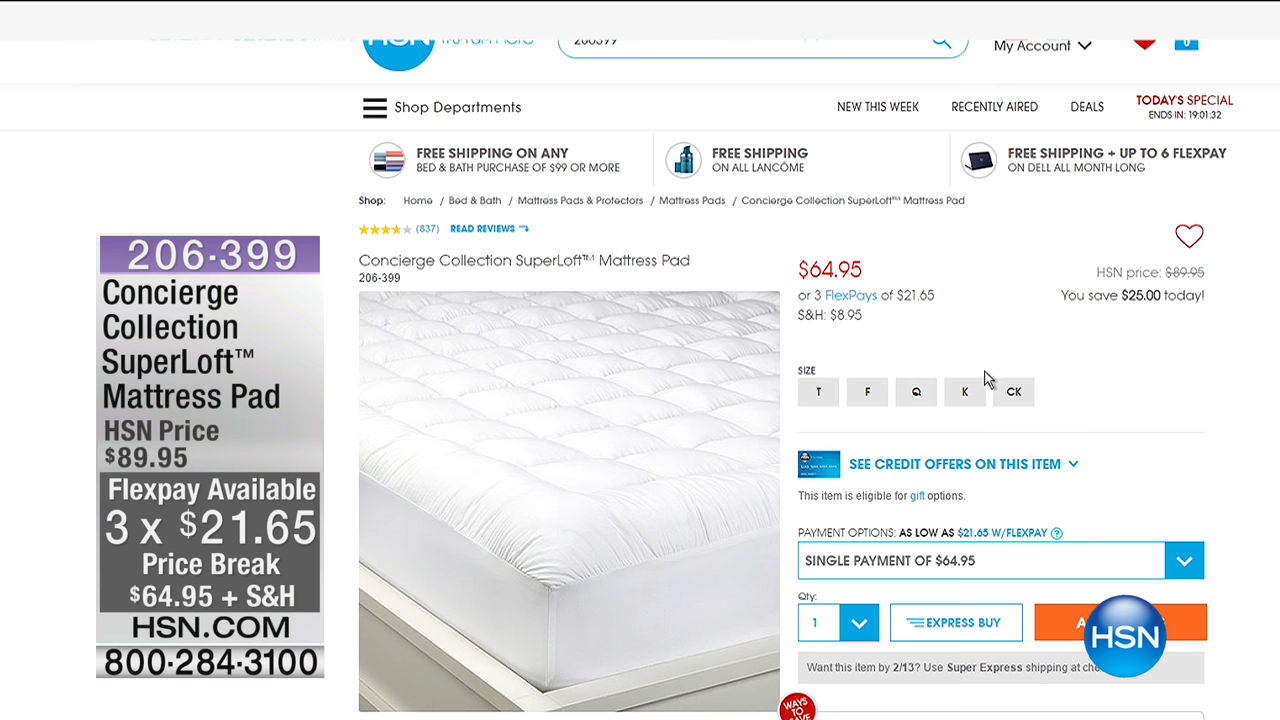 HSN
206399
My Account
0
Shop Departments
NEW THIS WEEK
RECENTLY AIRED
DEALS
TODAY'S SPECIAL
ENDS IN: 19:01:32
FREE SHIPPING ON ANY
BED & BATH PURCHASE OF $99 OR MORE
FREE SHIPPING
ON ALL LANCÔME
FREE SHIPPING + UP TO 6 FLEXPAY
ON DELL ALL MONTH LONG
Shop: Home / Bed & Bath / Mattress Pads & Protectors / Mattress Pads / Concierge Collection SuperLoft™ Mattress Pad
(837) READ REVIEWS
Concierge Collection SuperLoft™ Mattress Pad
206-399
$64.95
HSN price: $89.95
or 3 FlexPays of $21.65
You save $25.00 today!
S&H: $8.95
SIZE
T F Q K CK
SEE CREDIT OFFERS ON THIS ITEM
This item is eligible for gift options.
PAYMENT OPTIONS: AS LOW AS $21.65 W/FLEXPAY ?
SINGLE PAYMENT OF $64.95
Qty:
1
EXPRESS BUY
HSN
Want this item by 2/13? Use Super Express shipping at
WAYS
TO
SAVE
206-399
Concierge
Collection
SuperLoft™
Mattress Pad
HSN Price
$89.95
Flexpay Available
3 x $21.65
Price Break
$64.95 + S&H
HSN.COM
800-284-3100